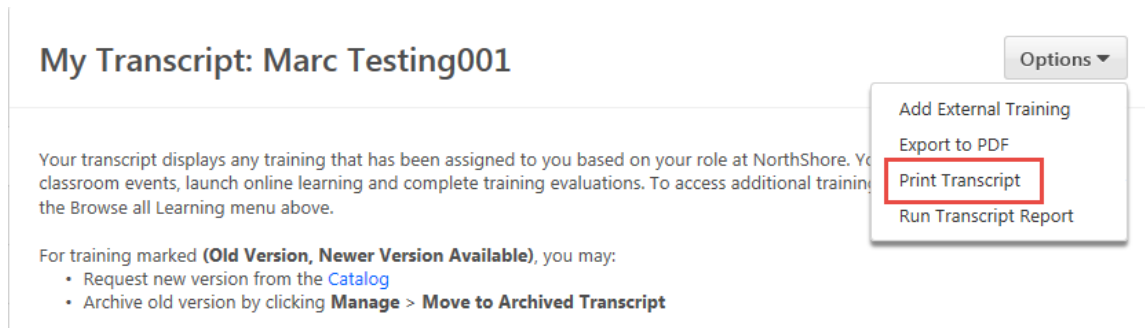 My Transcript: Marc Testing001
Options
Add External Training
Export to PDF
Print Transcript
Run Transcript Report
Your transcript displays any training that has been assigned to you based on your role at NorthShore.
classroom events, launch online learning and complete training evaluations. To access additional training
the Browse all Learning menu above.
For training marked (Old Version, Newer Version Available), you may:
• Request new version from the Catalog
• Archive old version by clicking Manage > Move to Archived Transcript